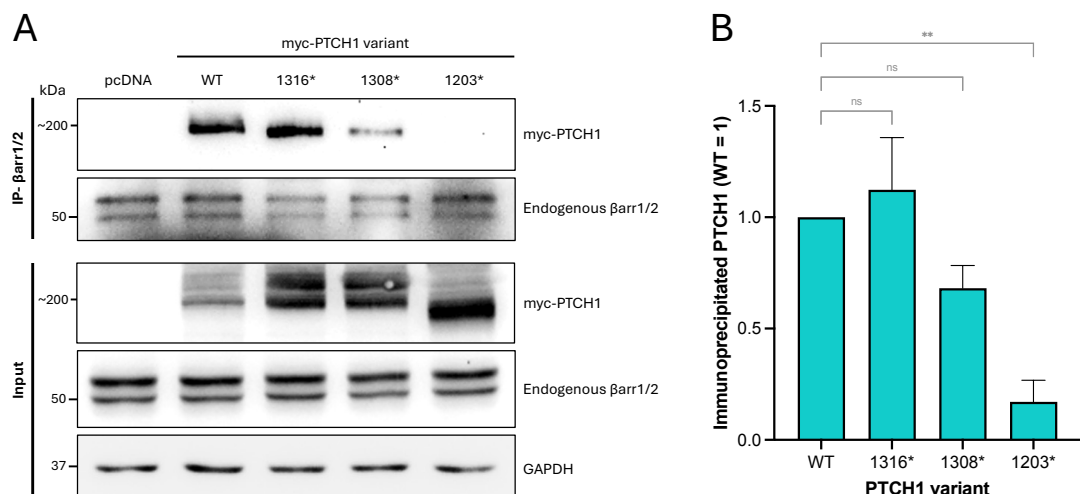 A
myc-PTCH1 variant
kDa
pcDNA WT 1316* 1308* 1203*
IP- βarr1/2
~200
myc-PTCH1
50
Endogenous βarr1/2
Input
~200
myc-PTCH1
50
Endogenous βarr1/2
37
GAPDH
B
**
ns
ns
Immunoprecipitated PTCH1 (WT = 1)
1.5
1.0
0.5
0.0
WT 1316* 1308* 1203*
PTCH1 variant